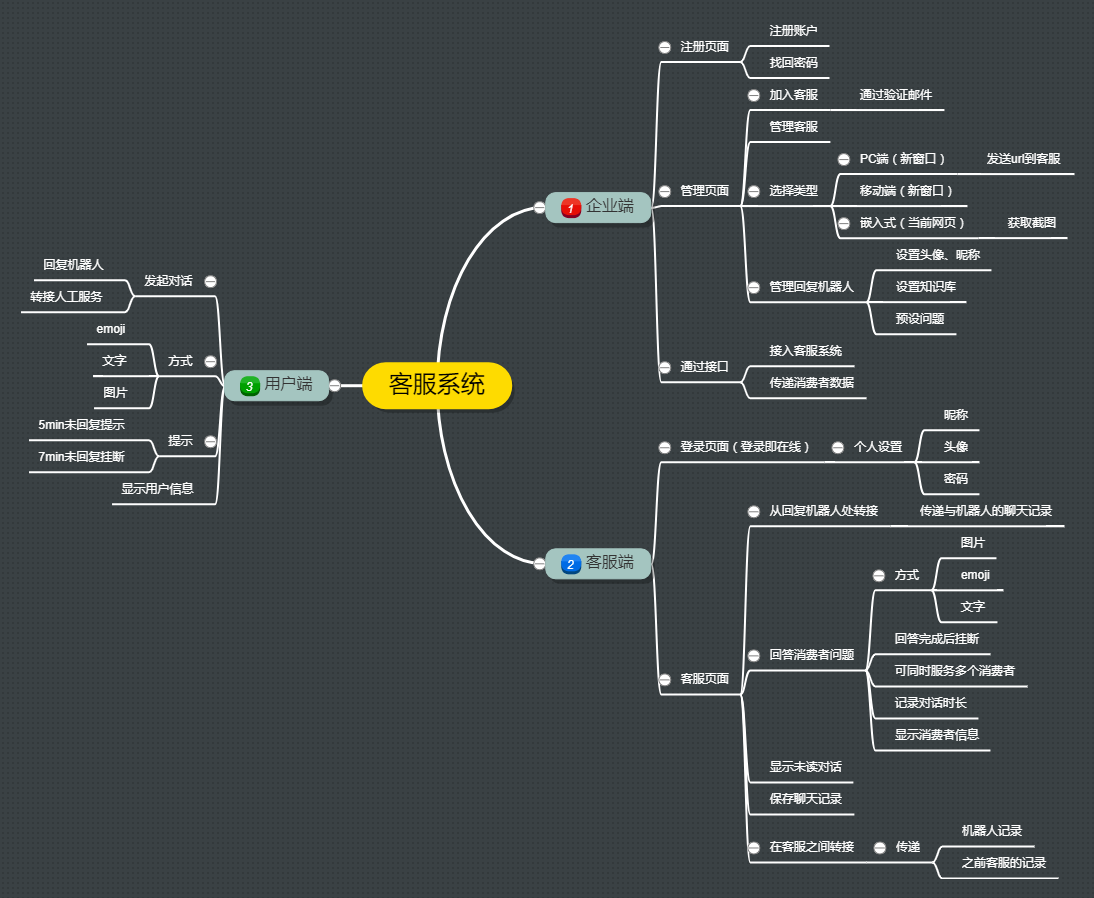 客服系统
1 企业端
注册页面
注册账户
找回密码
管理页面
加入客服
通过验证邮件
管理客服
选择类型
PC端（新窗口）
发送url到客服
移动端（新窗口）
嵌入式（当前网页）
获取截图
管理回复机器人
设置头像、昵称
设置知识库
预设问题
通过接口
接入客服系统
传递消费者数据
2 客服端
登录页面（登录即在线）
个人设置
昵称
头像
密码
客服页面
从回复机器人处转接
传递与机器人的聊天记录
回答消费者问题
方式
图片
emoji
文字
回答完成后挂断
可同时服务多个消费者
记录对话时长
显示消费者信息
显示未读对话
保存聊天记录
在客服之间转接
传递
机器人记录
之前客服的记录
3 用户端
发起对话
回复机器人
转接人工服务
方式
emoji
文字
图片
提示
5min未回复提示
7min未回复挂断
显示用户信息